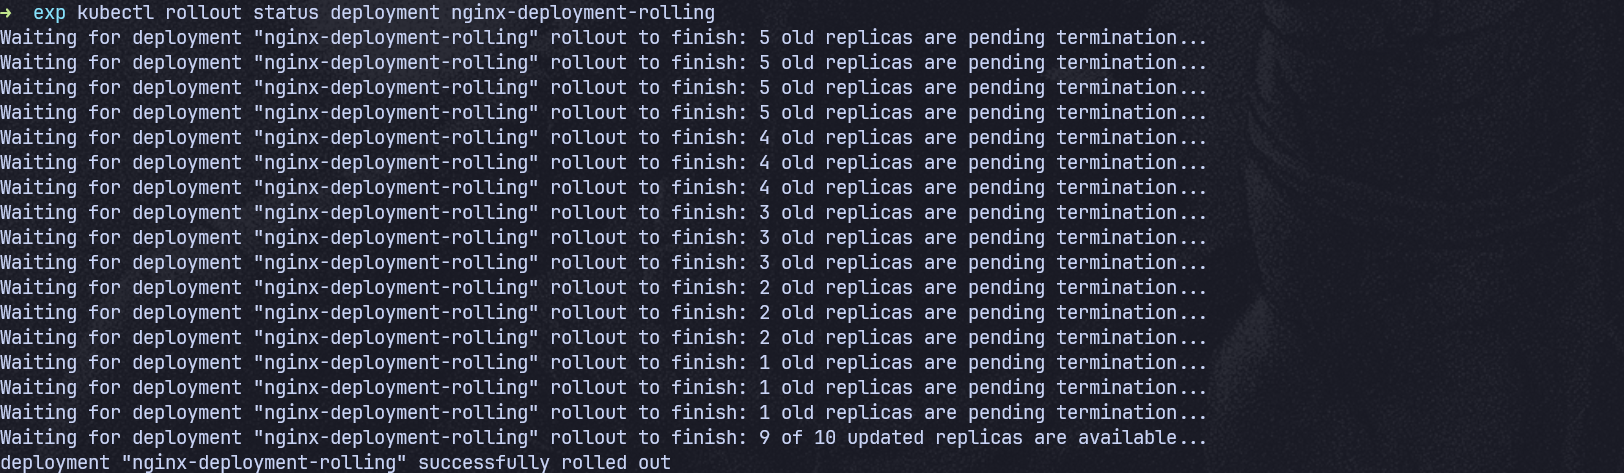 → exp kubectl rollout status deployment nginx-deployment-rolling
Waiting for deployment "nginx-deployment-rolling" rollout to finish: 5 old replicas are pending termination...
Waiting for deployment "nginx-deployment-rolling" rollout to finish: 5 old replicas are pending termination...
Waiting for deployment "nginx-deployment-rolling" rollout to finish: 5 old replicas are pending termination...
Waiting for deployment "nginx-deployment-rolling" rollout to finish: 5 old replicas are pending termination...
Waiting for deployment "nginx-deployment-rolling" rollout to finish: 4 old replicas are pending termination...
Waiting for deployment "nginx-deployment-rolling" rollout to finish: 4 old replicas are pending termination...
Waiting for deployment "nginx-deployment-rolling" rollout to finish: 4 old replicas are pending termination...
Waiting for deployment "nginx-deployment-rolling" rollout to finish: 3 old replicas are pending termination...
Waiting for deployment "nginx-deployment-rolling" rollout to finish: 3 old replicas are pending termination...
Waiting for deployment "nginx-deployment-rolling" rollout to finish: 3 old replicas are pending termination...
Waiting for deployment "nginx-deployment-rolling" rollout to finish: 2 old replicas are pending termination...
Waiting for deployment "nginx-deployment-rolling" rollout to finish: 2 old replicas are pending termination...
Waiting for deployment "nginx-deployment-rolling" rollout to finish: 2 old replicas are pending termination...
Waiting for deployment "nginx-deployment-rolling" rollout to finish: 1 old replicas are pending termination...
Waiting for deployment "nginx-deployment-rolling" rollout to finish: 1 old replicas are pending termination...
Waiting for deployment "nginx-deployment-rolling" rollout to finish: 1 old replicas are pending termination...
Waiting for deployment "nginx-deployment-rolling" rollout to finish: 9 of 10 updated replicas are available...
deployment "nginx-deployment-rolling" successfully rolled out